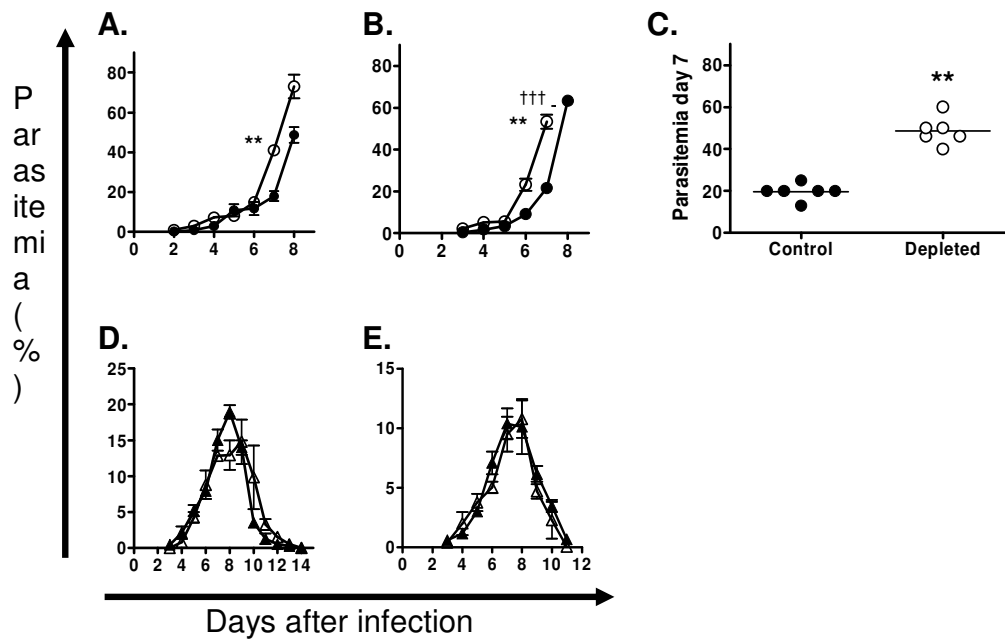 A.
B.
C.
80
60
40
20
0
**
0 2 4 6 8
80
60
40
20
0
†††
** -
0 2 4 6 8
Parasitemia day 7
80
60
40
20
0
**
Control Depleted
P
ar
as
ite
mi
a
(
%
)
D.
E.
25
20
15
10
5
0
0 2 4 6 8 10 12 14
15
10
5
0
0 2 4 6 8 10 12
Days after infection